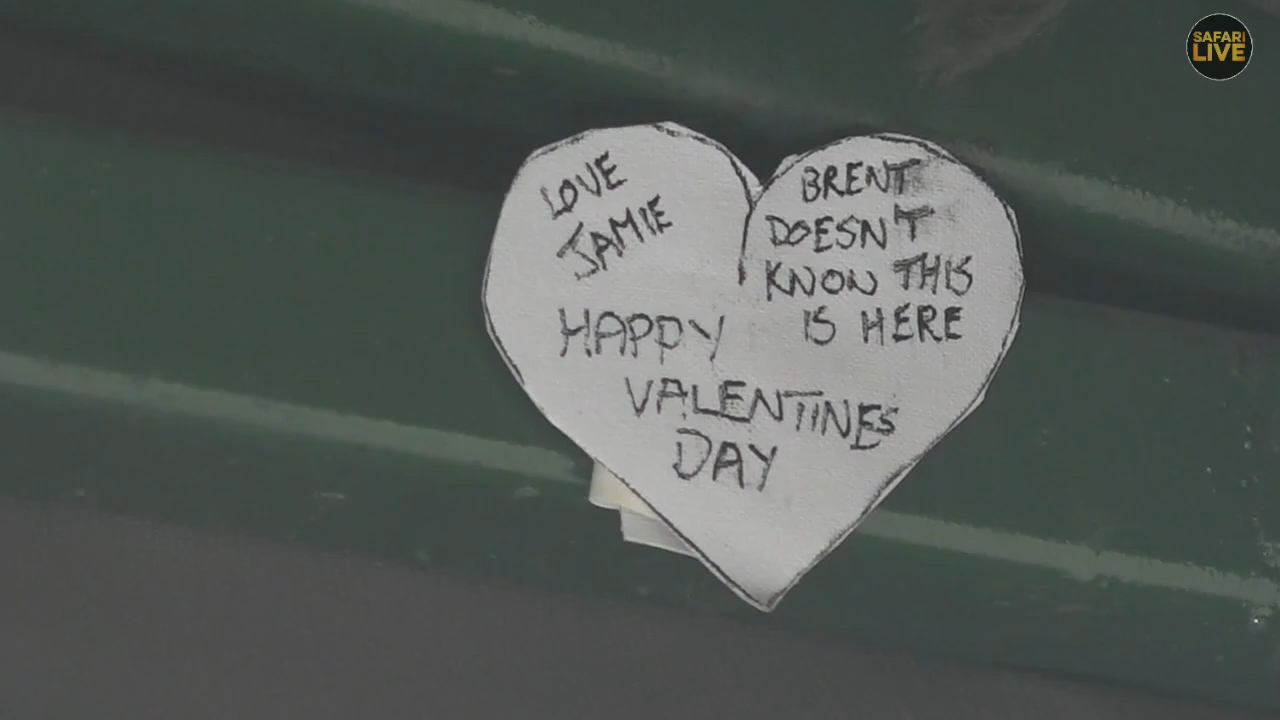 SAFARI
LIVE
LOVE
JAMIE
BRENT
DOESN'T
KNOW THIS
IS HERE
HAPPY
VALENTINES
DAY